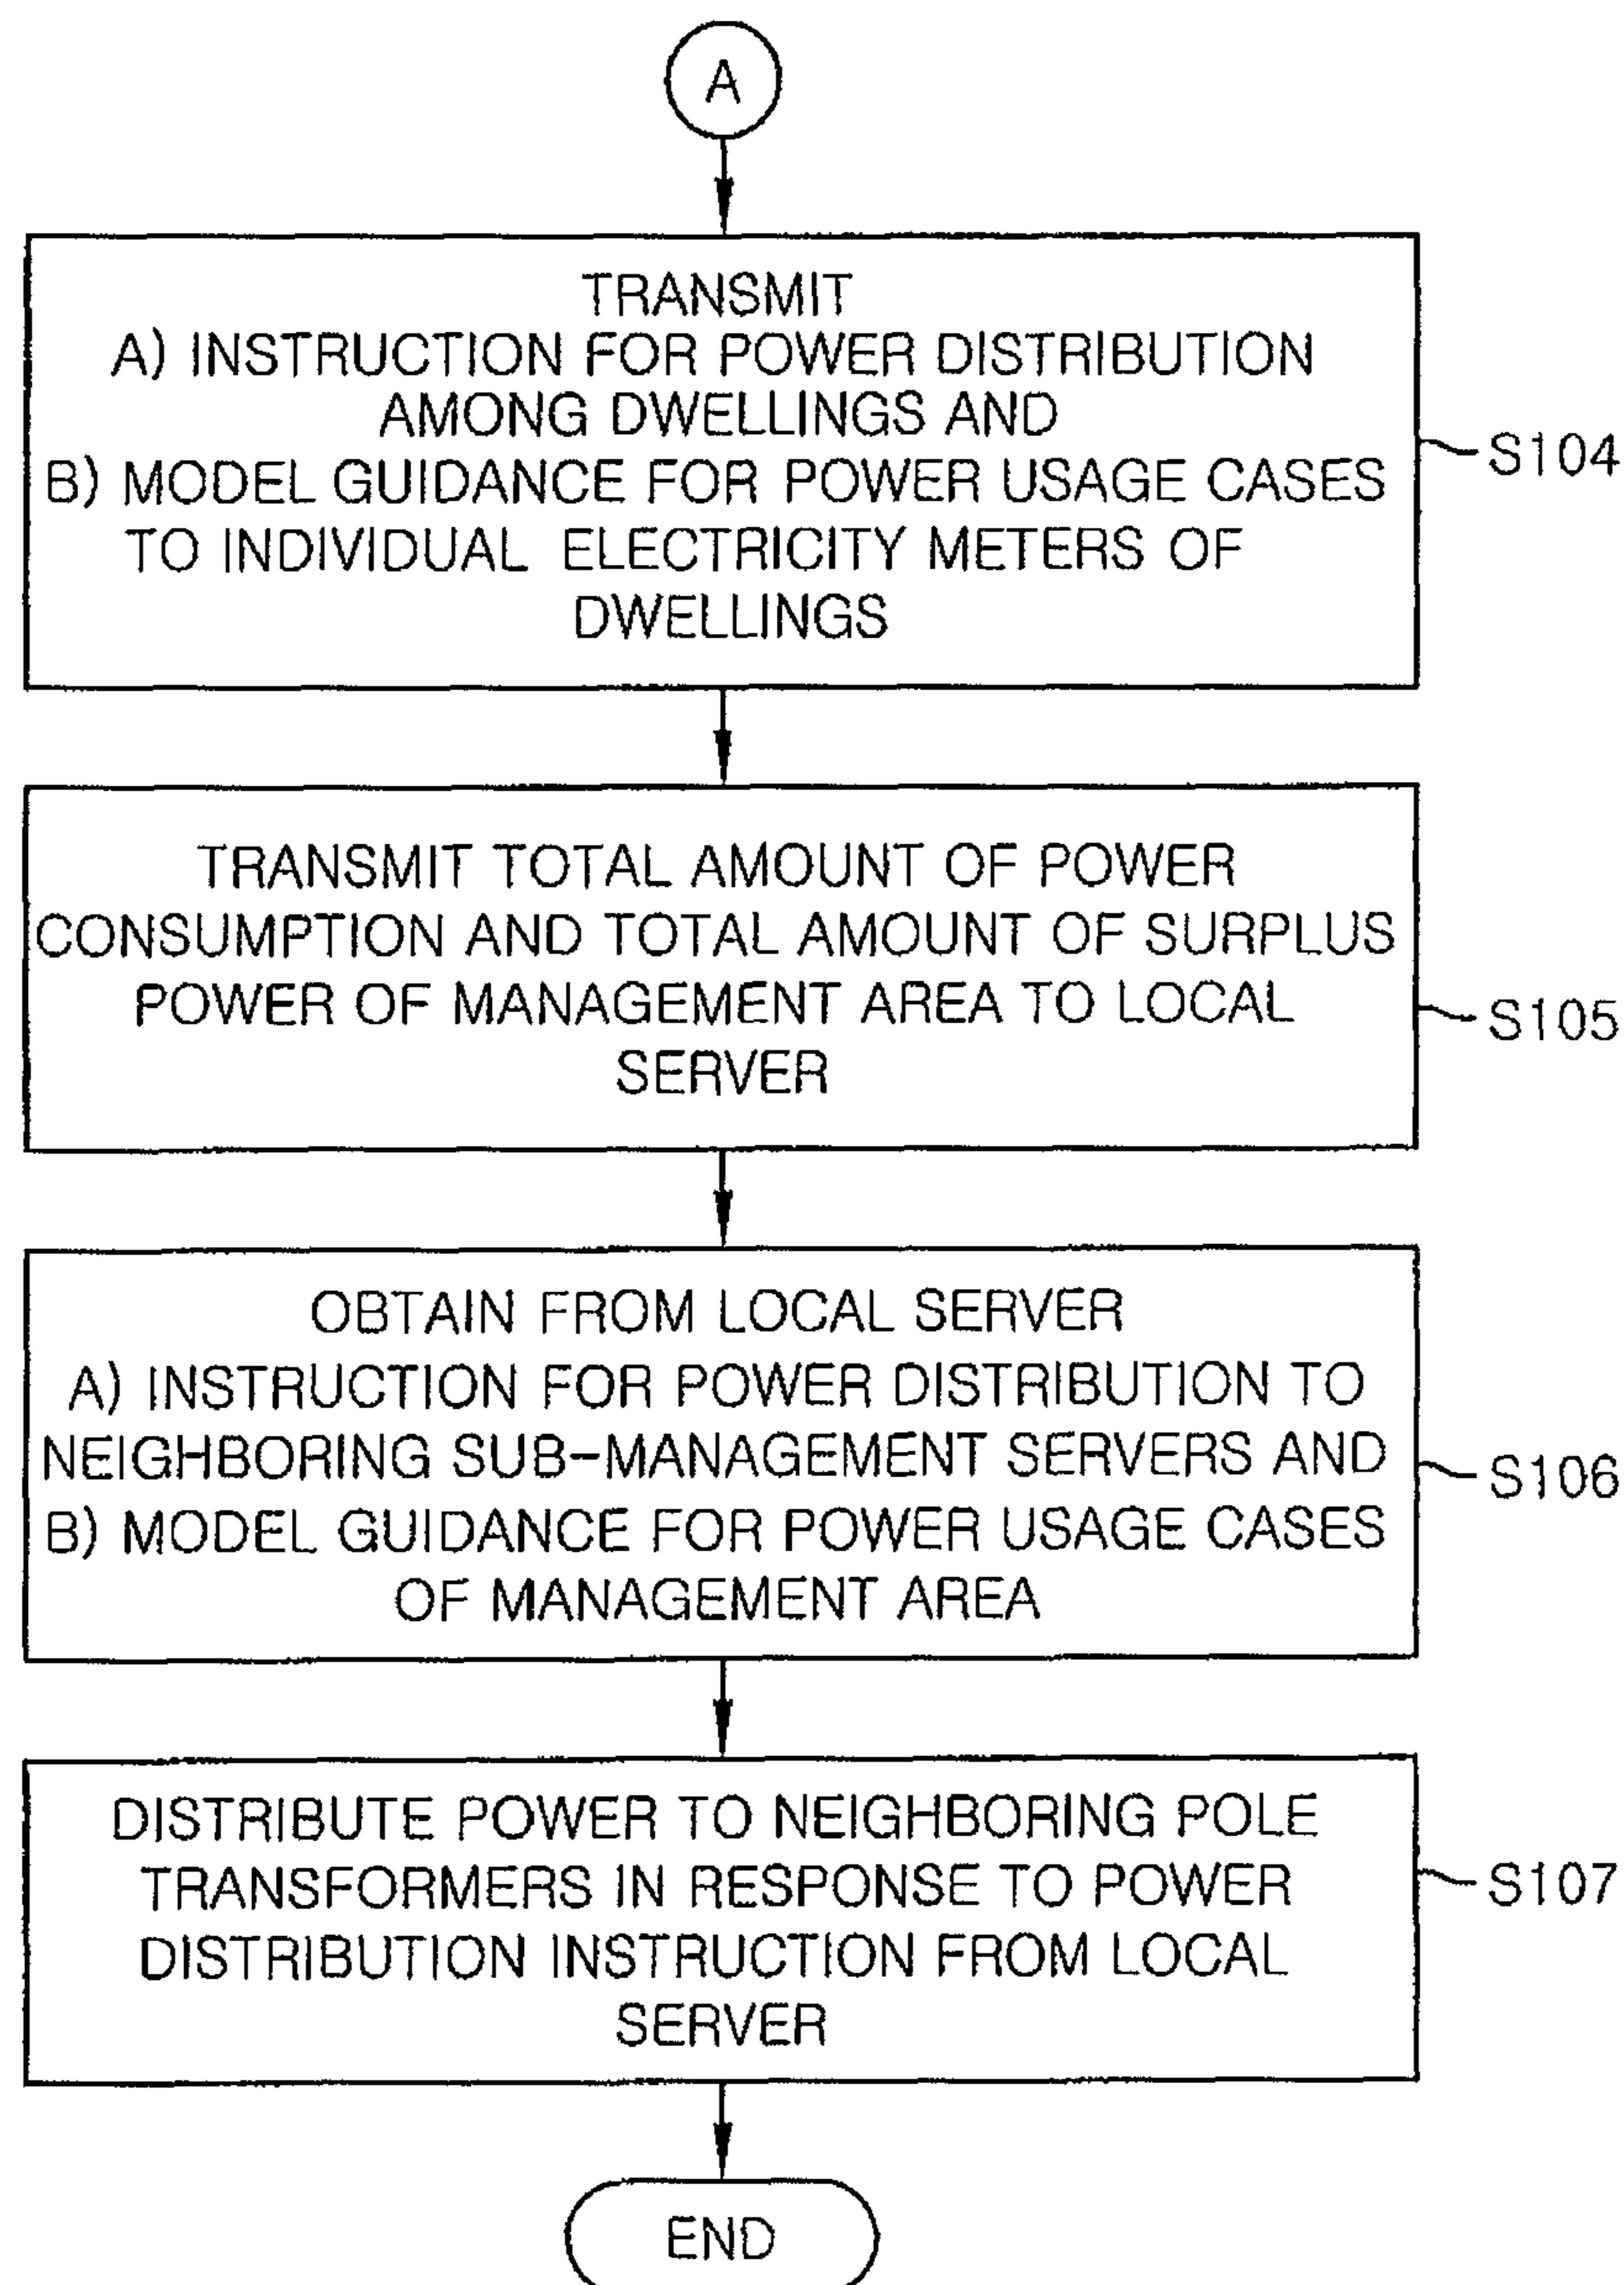 A
TRANSMIT
A) INSTRUCTION FOR POWER DISTRIBUTION
AMONG DWELLINGS AND
B) MODEL GUIDANCE FOR POWER USAGE CASES
TO INDIVIDUAL ELECTRICITY METERS OF
DWELLINGS
S104
TRANSMIT TOTAL AMOUNT OF POWER
CONSUMPTION AND TOTAL AMOUNT OF SURPLUS
POWER OF MANAGEMENT AREA TO LOCAL
SERVER
S105
OBTAIN FROM LOCAL SERVER
A) INSTRUCTION FOR POWER DISTRIBUTION TO
NEIGHBORING SUB-MANAGEMENT SERVERS AND
B) MODEL GUIDANCE FOR POWER USAGE CASES
OF MANAGEMENT AREA
S106
DISTRIBUTE POWER TO NEIGHBORING POLE
TRANSFORMERS IN RESPONSE TO POWER
DISTRIBUTION INSTRUCTION FROM LOCAL
SERVER
S107
END